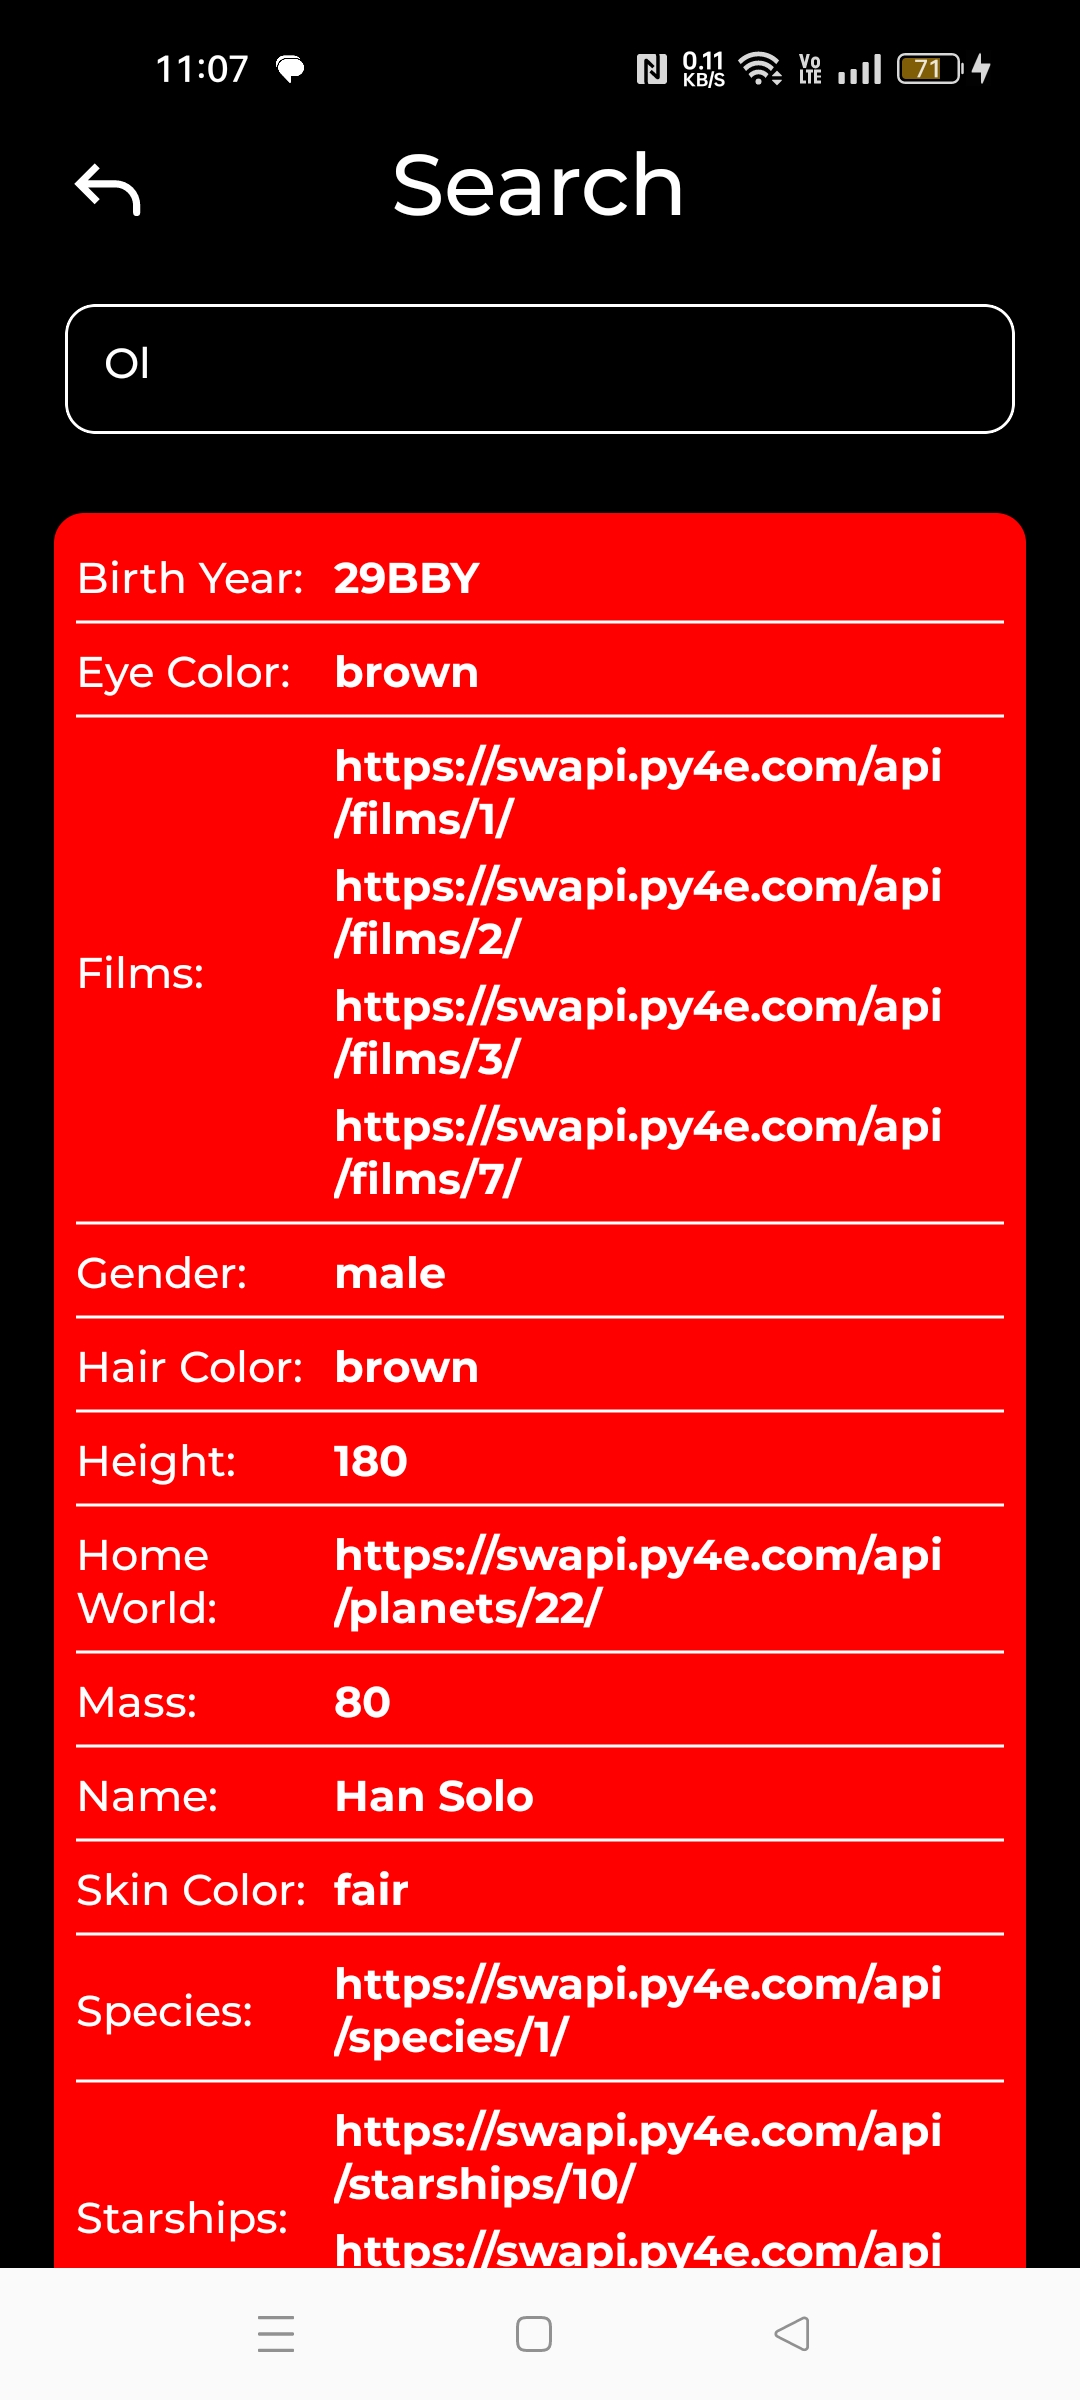 11:07
0.11
KB/S
Vo
LTE
71
Search
Ol
Birth Year: 29BBY
Eye Color: brown
Films:
https://swapi.py4e.com/api
/films/1/
https://swapi.py4e.com/api
/films/2/
https://swapi.py4e.com/api
/films/3/
https://swapi.py4e.com/api
/films/7/
Gender: male
Hair Color: brown
Height: 180
Home
World:
https://swapi.py4e.com/api
/planets/22/
Mass: 80
Name: Han Solo
Skin Color: fair
Species:
https://swapi.py4e.com/api
/species/1/
Starships:
https://swapi.py4e.com/api
/starships/10/
https://swapi.py4e.com/api